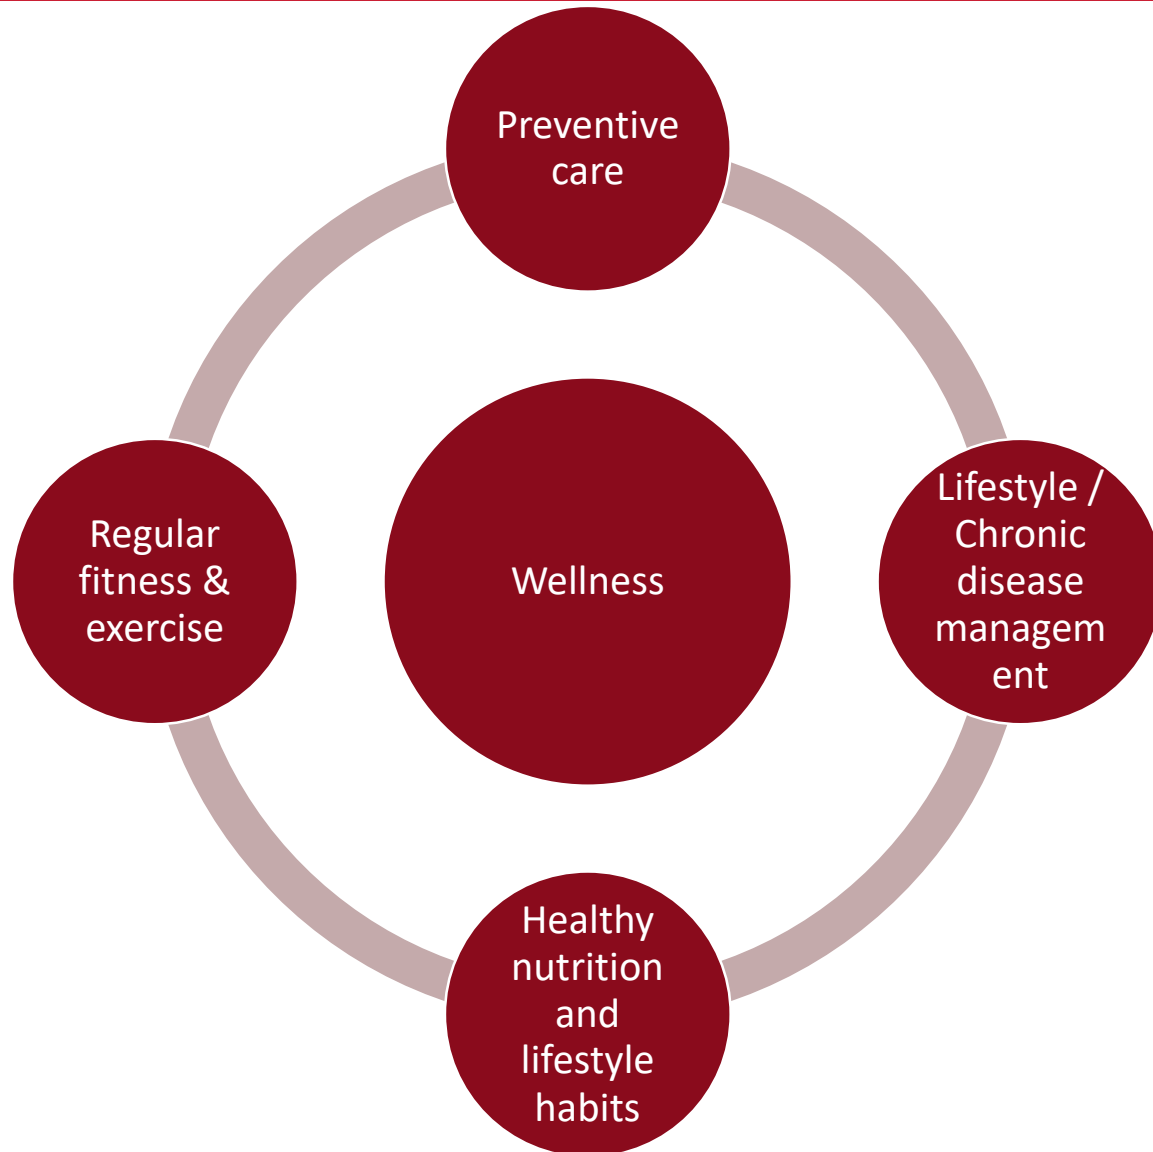 Preventive
care
Regular
fitness &
exercise
Wellness
Lifestyle /
Chronic
disease
managem
ent
Healthy
nutrition
and
lifestyle
habits